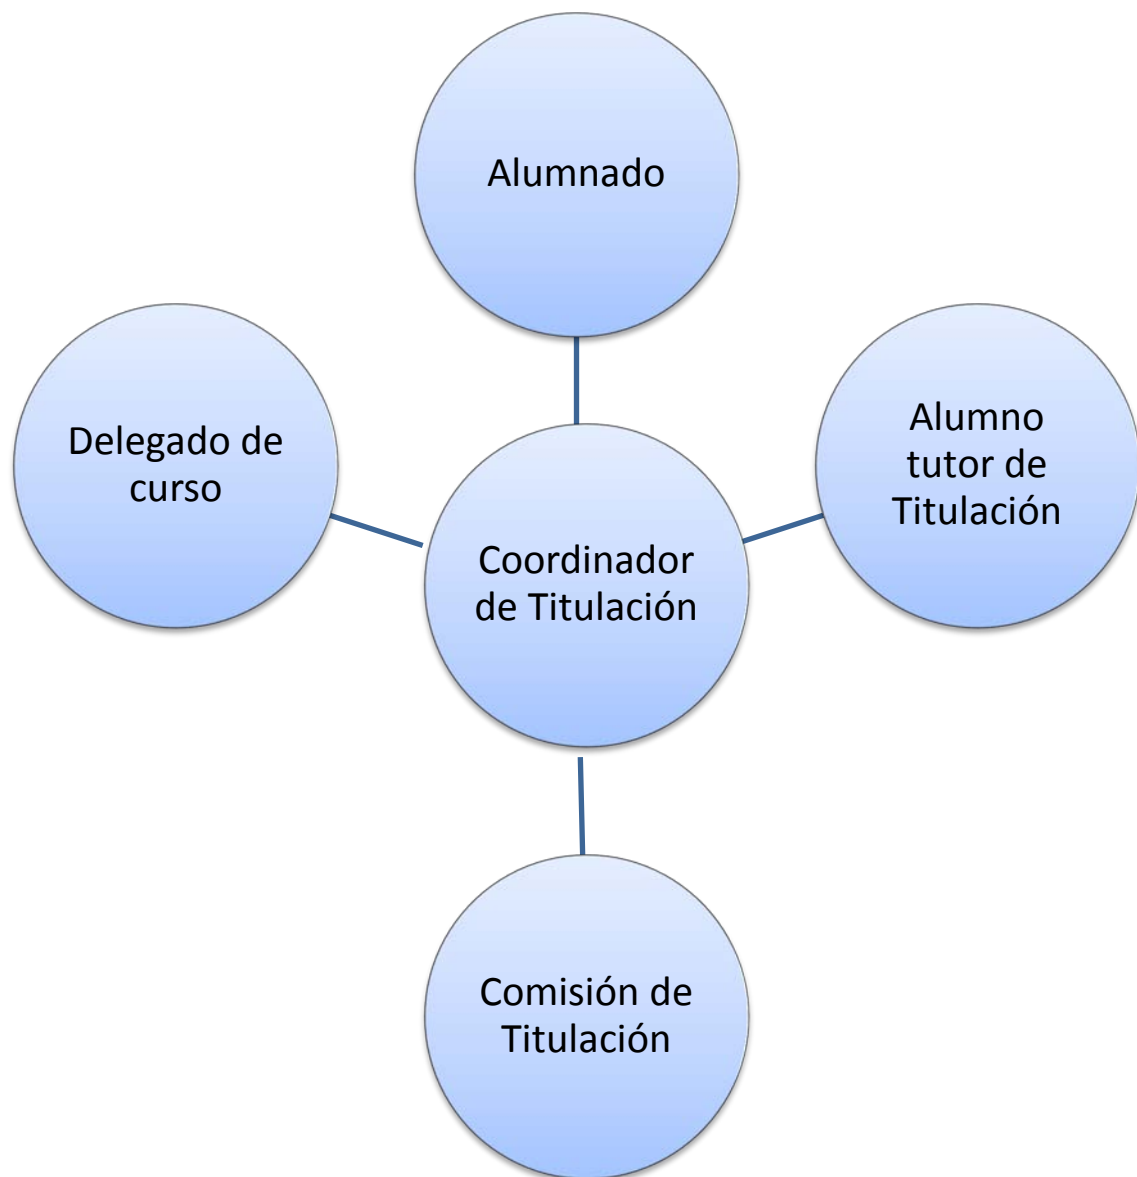 Alumnado
Delegado de
curso
Alumno
tutor de
Titulación
Coordinador
de Titulación
Comisión de
Titulación